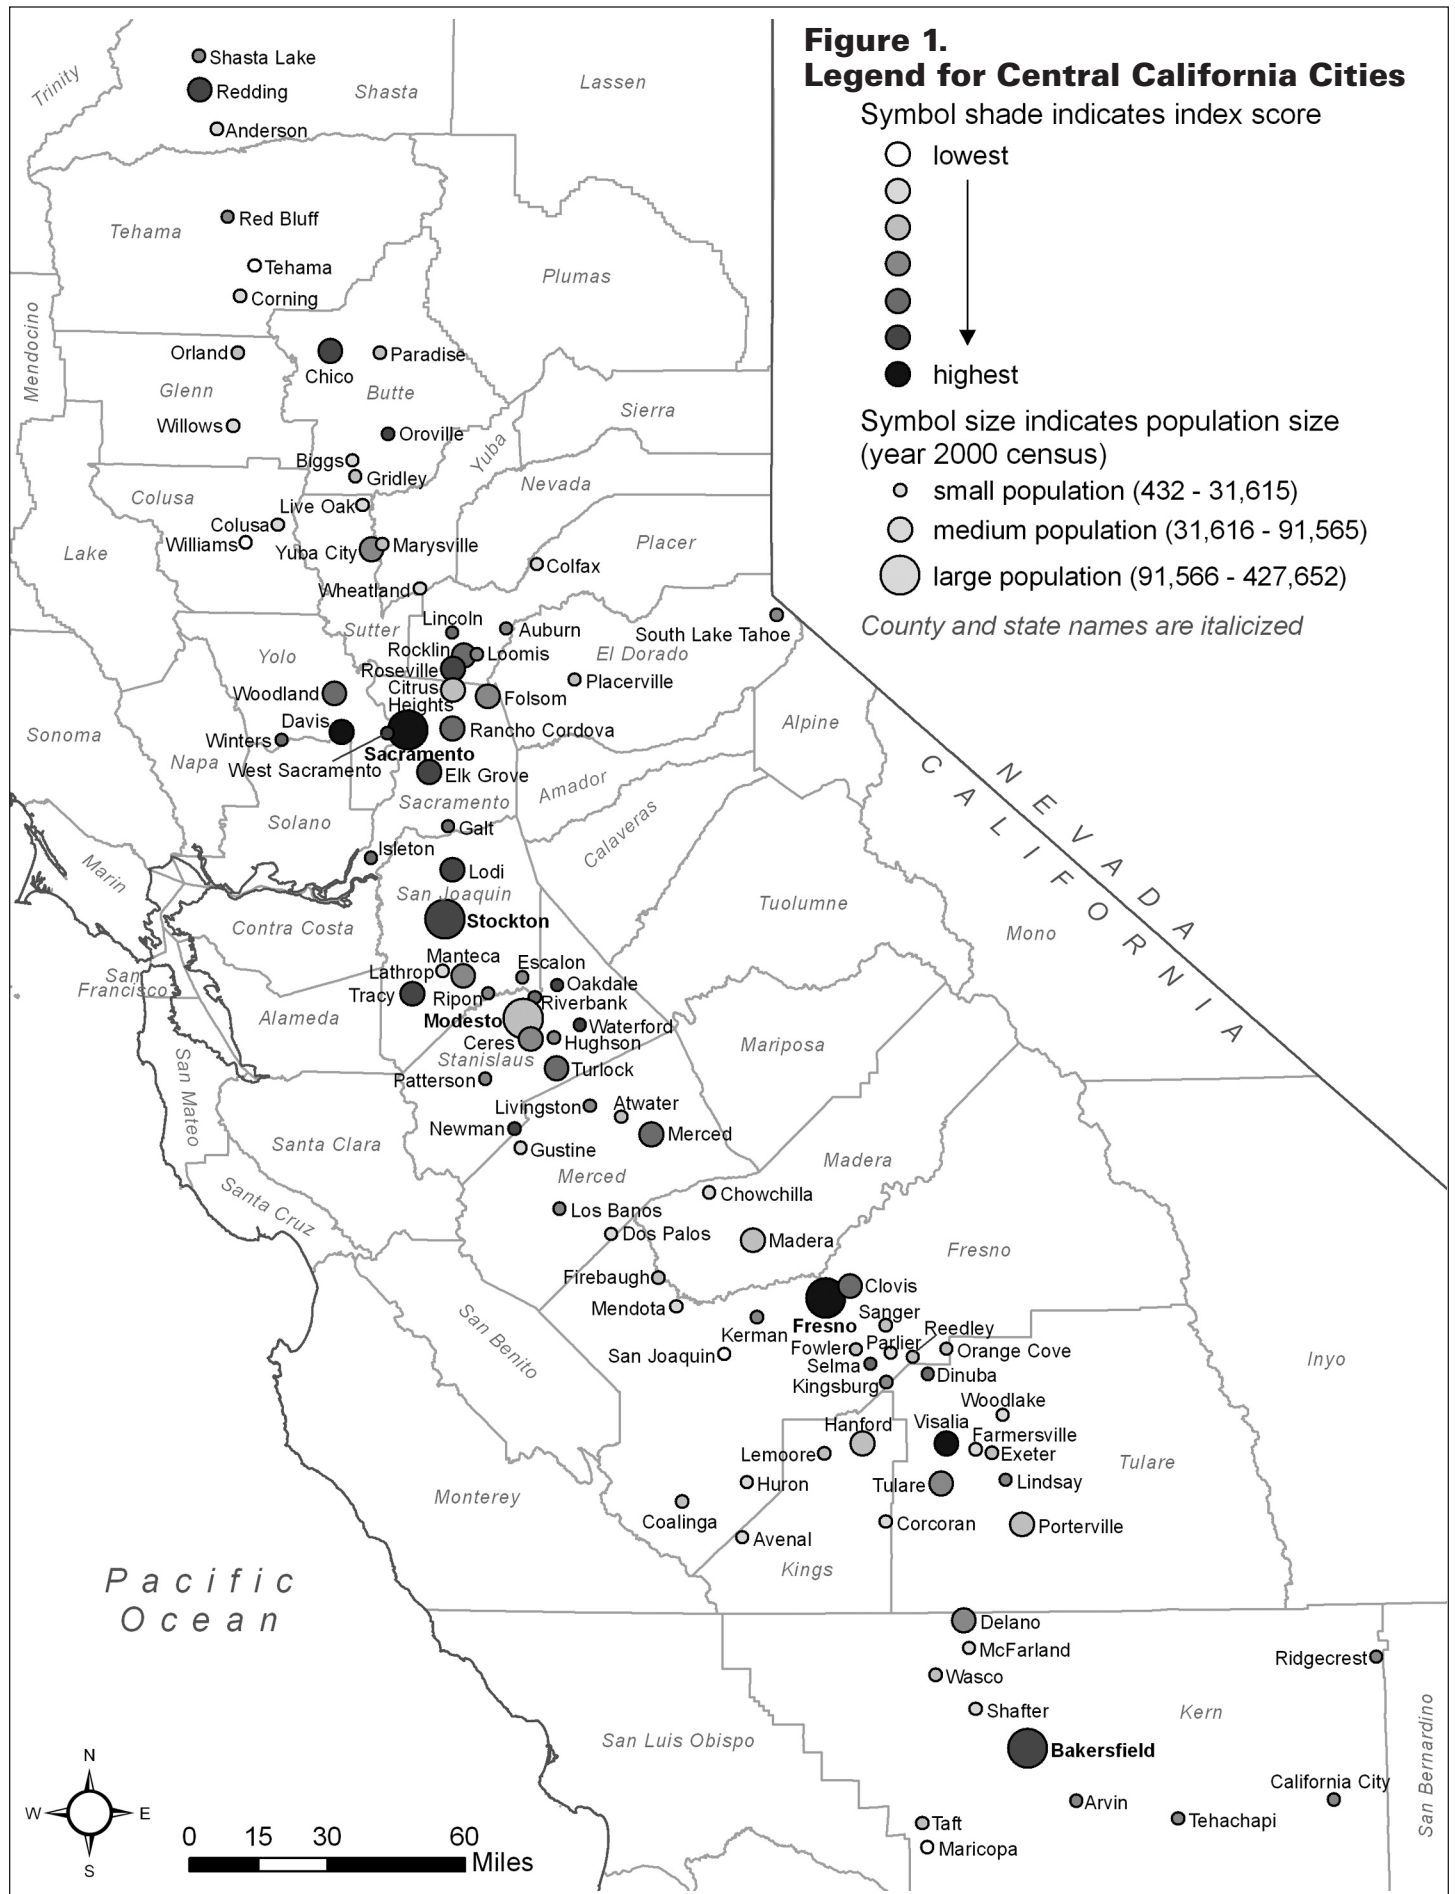 Figure 1.
Legend for Central California Cities
Symbol shade indicates index score
lowest
highest
Symbol size indicates population size
(year 2000 census)
small population (432 - 31,615)
medium population (31,616 - 91,565)
large population (91,566 - 427,652)
County and state names are italicized
Trinity
Shasta Lake
Redding
Shasta
Lassen
Anderson
Red Bluff
Tehama
Tehama
Corning
Plumas
Mendocino
Orland
Chico
Paradise
Glenn
Butte
Willows
Oroville
Sierra
Yuba
Biggs
Gridley
Nevada
Colusa
Live Oak
Colusa
Williams
Yuba City
Marysville
Placer
Lake
Colfax
Wheatland
Lincoln
Auburn
South Lake Tahoe
Sutter
Rocklin
Loomis
El Dorado
Yolo
Roseville
Placerville
Woodland
Citrus
Heights
Folsom
Davis
Rancho Cordova
Alpine
Sonoma
Winters
Napa
West Sacramento
Sacramento
Elk Grove
Amador
Sacramento
Calaveras
NEVADA
CALIFORNIA
Solano
Galt
Isleton
Marin
Lodi
San Joaquin
Stockton
Tuolumne
Contra Costa
Mono
Manteca
Lathrop
Escalon
Oakdale
San
Francisco
Tracy
Ripon
Riverbank
Alameda
Modesto
Waterford
Ceres
Hughson
Mariposa
Stanislaus
Turlock
Patterson
San Mateo
Livingston
Atwater
Newman
Merced
Santa Clara
Gustine
Merced
Madera
Santa Cruz
Chowchilla
Los Banos
Dos Palos
Madera
Fresno
Firebaugh
Clovis
Mendota
Sanger
Kerman
Fresno
Reedley
San Benito
San Joaquin
Fowler
Parlier
Orange Cove
Inyo
Selma
Dinuba
Kingsburg
Woodlake
Hanford
Visalia
Farmersville
Lemoore
Exeter
Tulare
Huron
Tulare
Lindsay
Monterey
Coalinga
Corcoran
Porterville
Avenal
Kings
Pacific
Ocean
Delano
McFarland
Ridgecrest
Wasco
Shafter
Kern
San Luis Obispo
Bakersfield
San Bernardino
California City
Arvin
Tehachapi
Taft
Maricopa
N
W
E
S
0 15 30 60
Miles